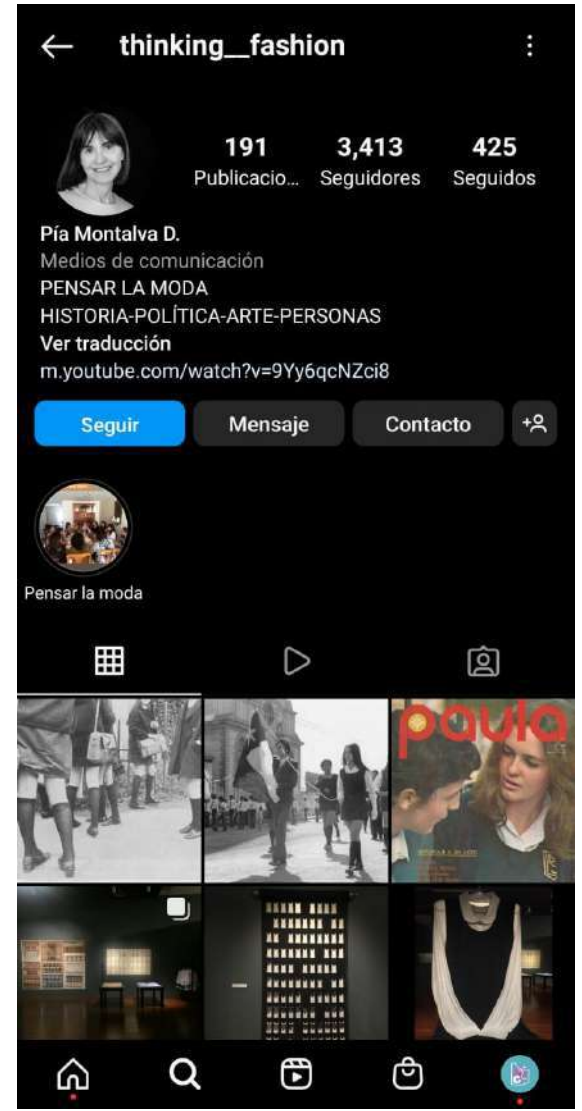 thinking__fashion
191 3,413 425
Publicacio... Seguidores Seguidos
Pía Montalva D.
Medios de comunicación
PENSAR LA MODA
HISTORIA-POLÍTICA-ARTE-PERSONAS
Ver traducción
m.youtube.com/watch?v=9Yy6qcNZci8
Seguir Mensaje Contacto
Pensar la moda
paula